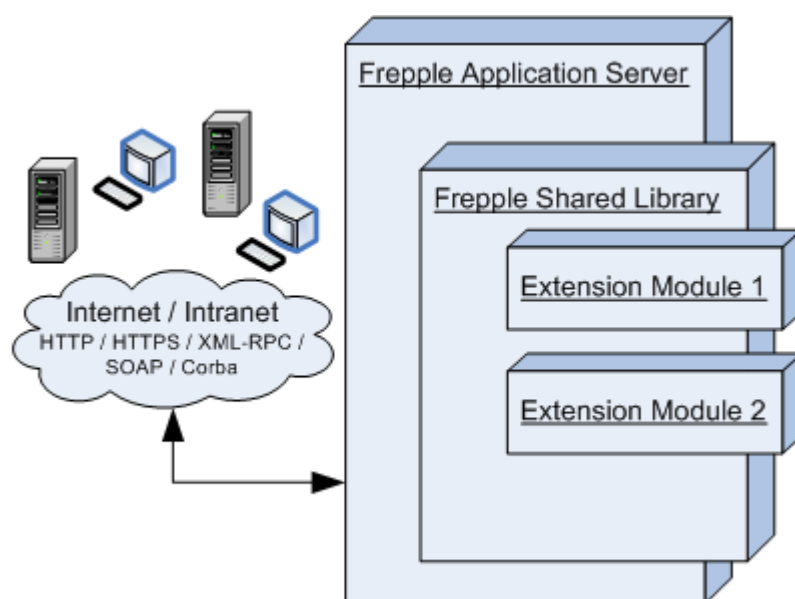 Frepple Application Server
Frepple Shared Library
Extension Module 1
Extension Module 2
Internet / Intranet
HTTP / HTTPS / XML-RPC /
SOAP / Corba